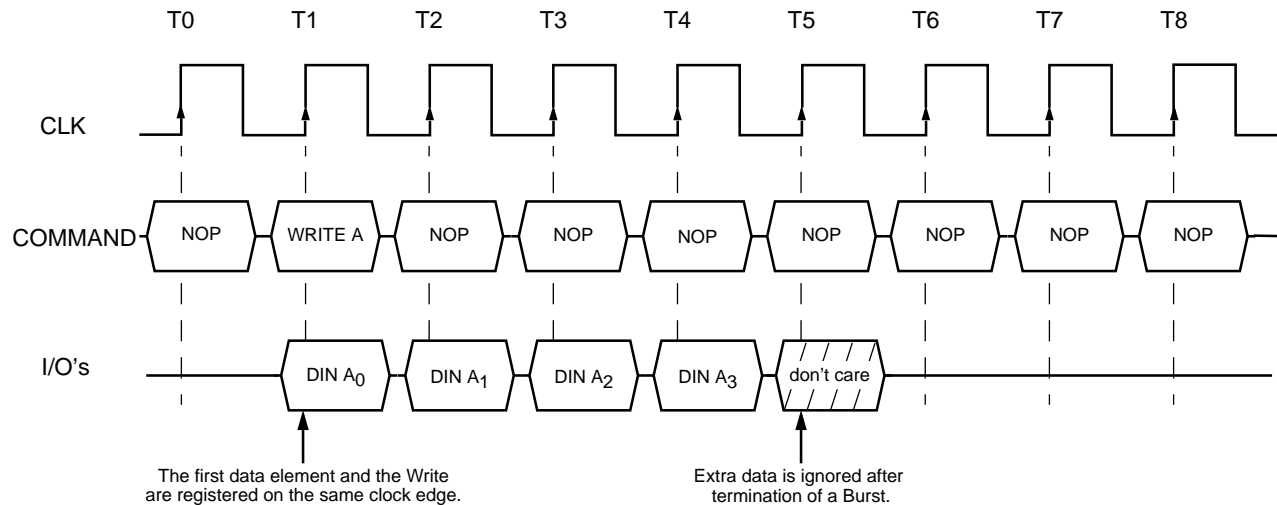 T0 T1 T2 T3 T4 T5 T6 T7 T8
CLK
COMMAND NOP WRITE A NOP NOP NOP NOP NOP NOP NOP
I/O's DIN A0 DIN A1 DIN A2 DIN A3 don't care
The first data element and the Write
are registered on the same clock edge.
Extra data is ignored after
termination of a Burst.